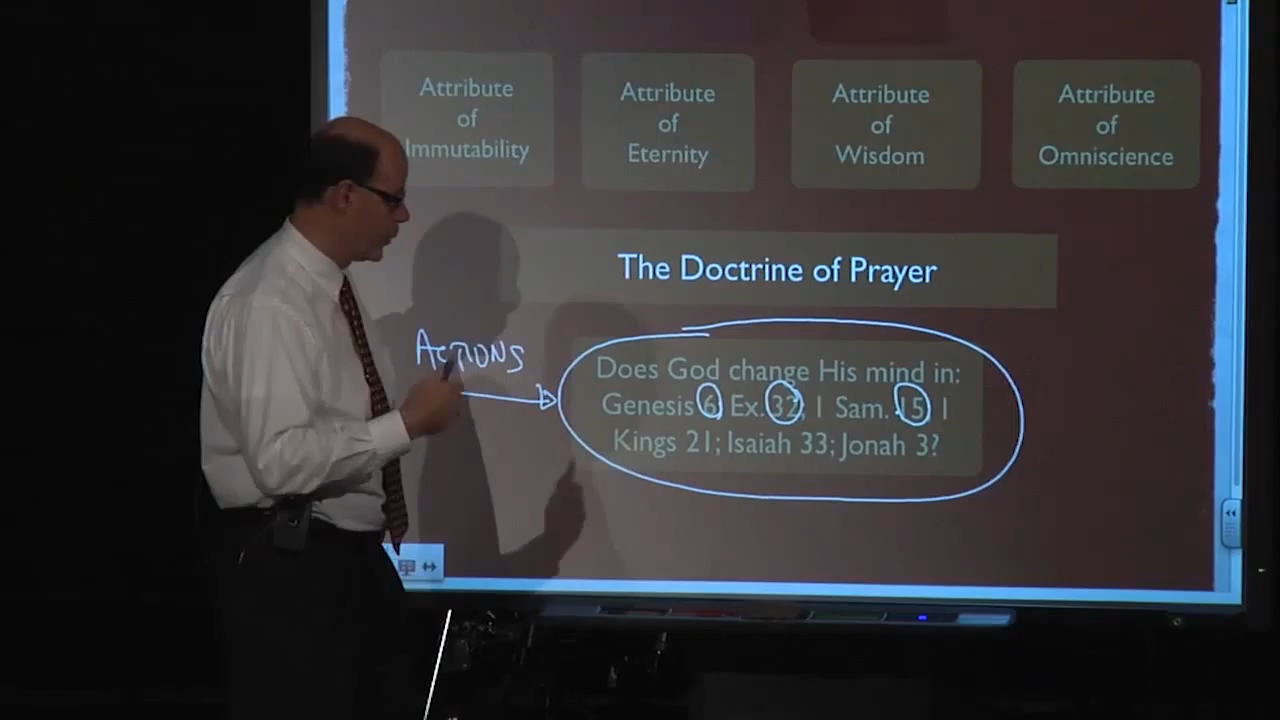 Attribute
of
Immutability
Attribute
of
Eternity
Attribute
of
Wisdom
Attribute
of
Omniscience
The Doctrine of Prayer
ACTIONS
Does God change His mind in:
Genesis 6; Ex. 32; 1 Sam. 15; 1
Kings 21; Isaiah 33; Jonah 3?